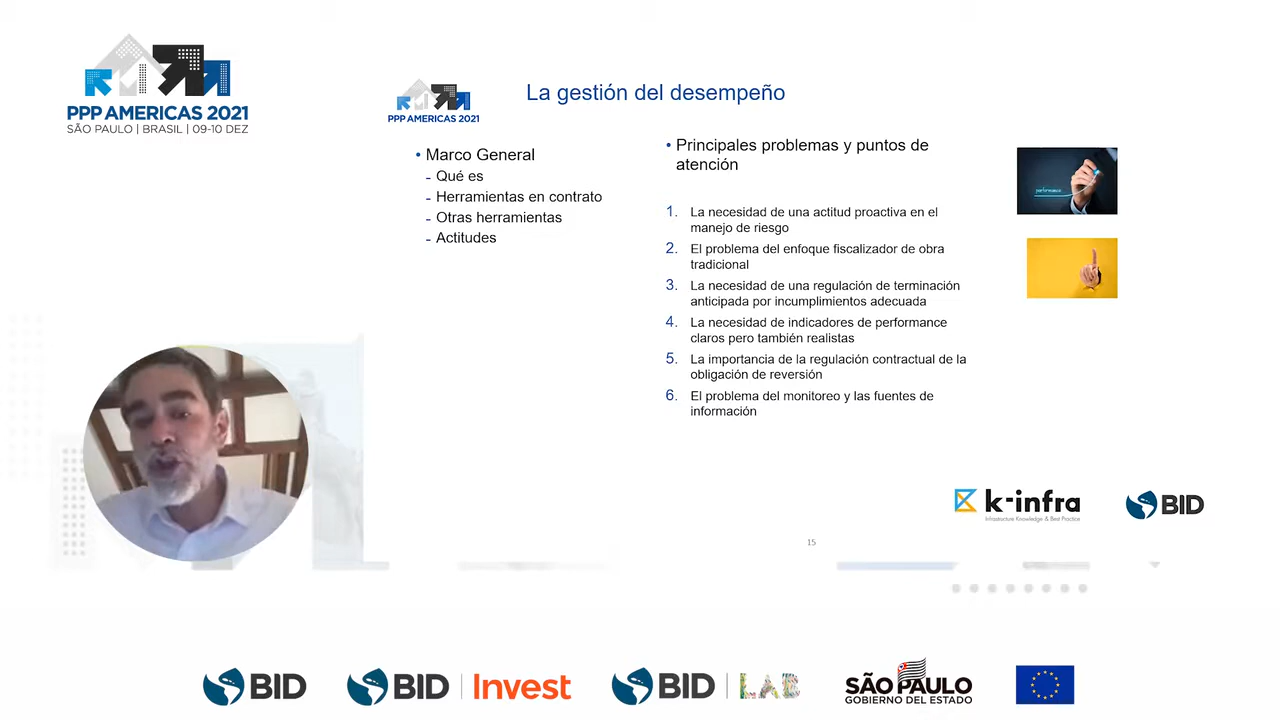 PPP AMERICAS 2021
SÃO PAULO | BRASIL | 09-10 DEZ
PPP AMERICAS 2021
La gestión del desempeño
• Marco General
- Qué es
- Herramientas en contrato
- Otras herramientas
- Actitudes
• Principales problemas y puntos de
atención
1. La necesidad de una actitud proactiva en el
manejo de riesgo
2. El problema del enfoque fiscalizador de obra
tradicional
3. La necesidad de una regulación de terminación
anticipada por incumplimientos adecuada
4. La necesidad de indicadores de performance
claros pero también realistas
5. La importancia de la regulación contractual de la
obligación de reversión
6. El problema del monitoreo y las fuentes de
información
performance
k-infra
Infrastructure Knowledge & Best Practice
BID
15
BID
BID | Invest
BID | LAB
SÃO PAULO
GOVERNO DO ESTADO